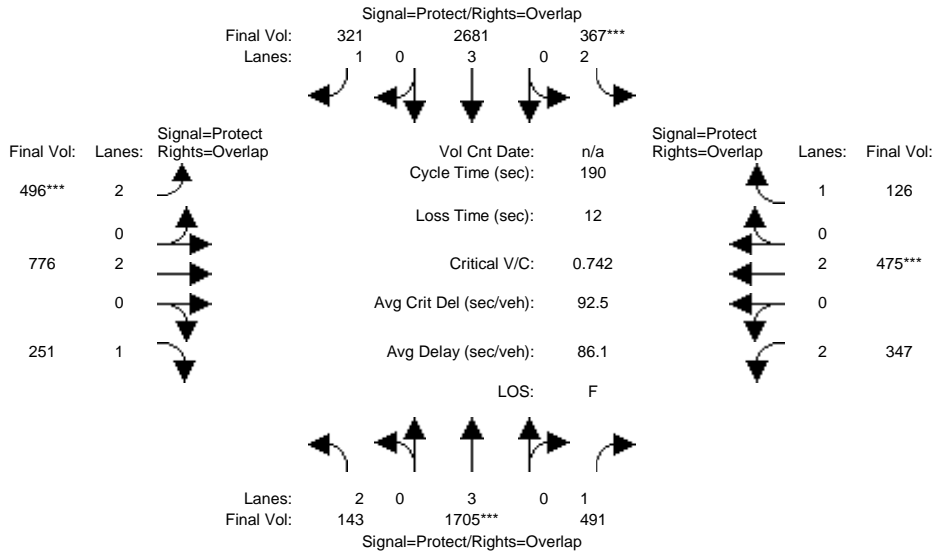 Signal=Protect/Rights=Overlap
Final Vol: 321 2681 367***
Lanes: 1 0 3 0 2
Signal=Protect Signal=Protect
Final Vol: Lanes: Rights=Overlap Vol Cnt Date: n/a Rights=Overlap Lanes: Final Vol:
Cycle Time (sec): 190
496*** 2 1 126
Loss Time (sec): 12
0 0
776 2 Critical V/C: 0.742 2 475***
0 Avg Crit Del (sec/veh): 92.5 0
251 1 Avg Delay (sec/veh): 86.1 2 347
LOS: F
Lanes: 2 0 3 0 1
Final Vol: 143 1705*** 491
Signal=Protect/Rights=Overlap